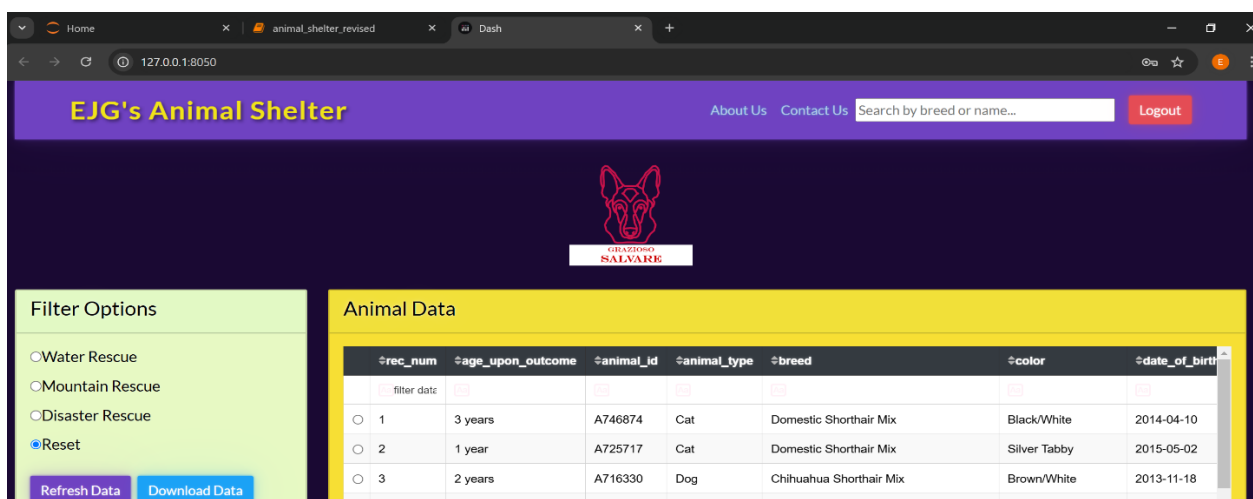 Home
animal_shelter_revised
Dash
127.0.0.1:8050
E
EJG's Animal Shelter
About Us Contact Us Search by breed or name... Logout
GRAZIOSO
SALVARE
Filter Options
Water Rescue
Mountain Rescue
Disaster Rescue
Reset
Refresh Data Download Data
Animal Data
rec_num age_upon_outcome animal_id animal_type breed color date_of_birth
filter data
1 3 years A746874 Cat Domestic Shorthair Mix Black/White 2014-04-10
2 1 year A725717 Cat Domestic Shorthair Mix Silver Tabby 2015-05-02
3 2 years A716330 Dog Chihuahua Shorthair Mix Brown/White 2013-11-18